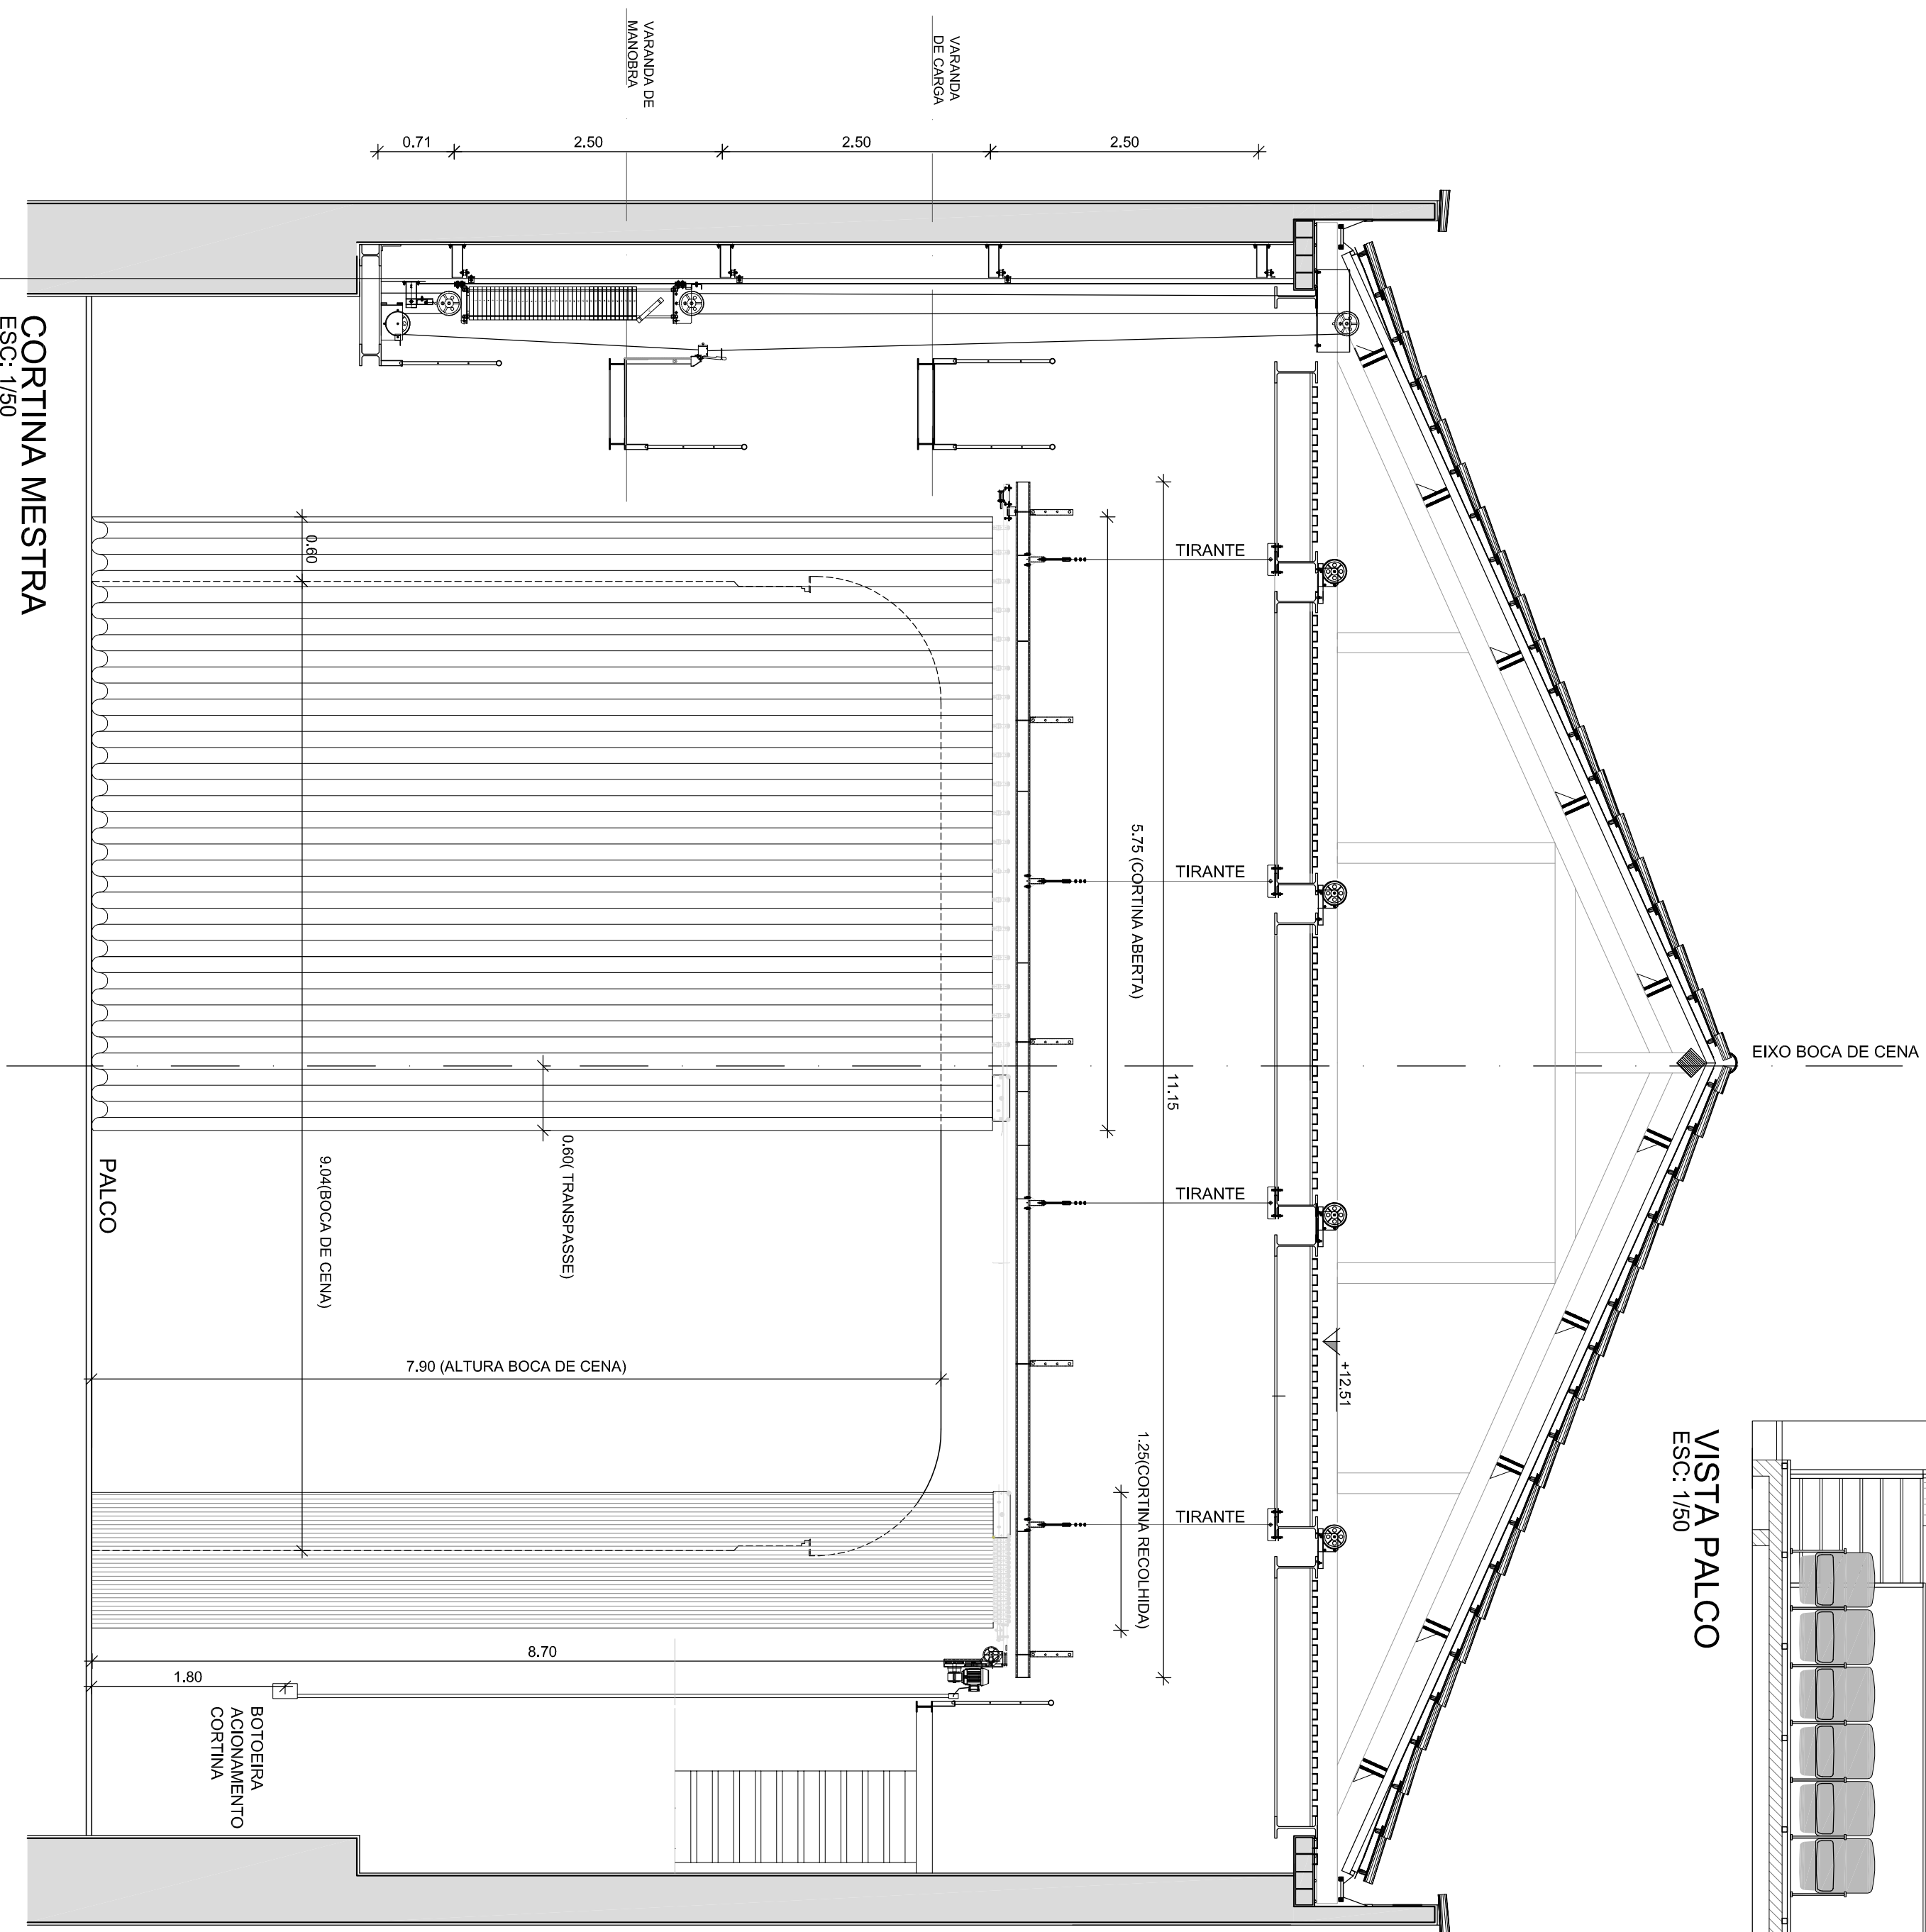 VARANDA DE
MANOBRA
VARANDA
DE CARGA
0.71
2.50
2.50
2.50
CORTINA MESTRA
ESC: 1/50
0.60
TIRANTE
TIRANTE
TIRANTE
TIRANTE
5.75 (CORTINA ABERTA)
11.15
EIXO BOCA DE CENA
0.60( TRANSPASSE)
9.04(BOCA DE CENA)
PALCO
7.90 (ALTURA BOCA DE CENA)
+12.51
1.25(CORTINA RECOLHIDA)
VISTA PALCO
ESC: 1/50
8.70
1.80
BOTOEIRA
ACIONAMENTO
CORTINA